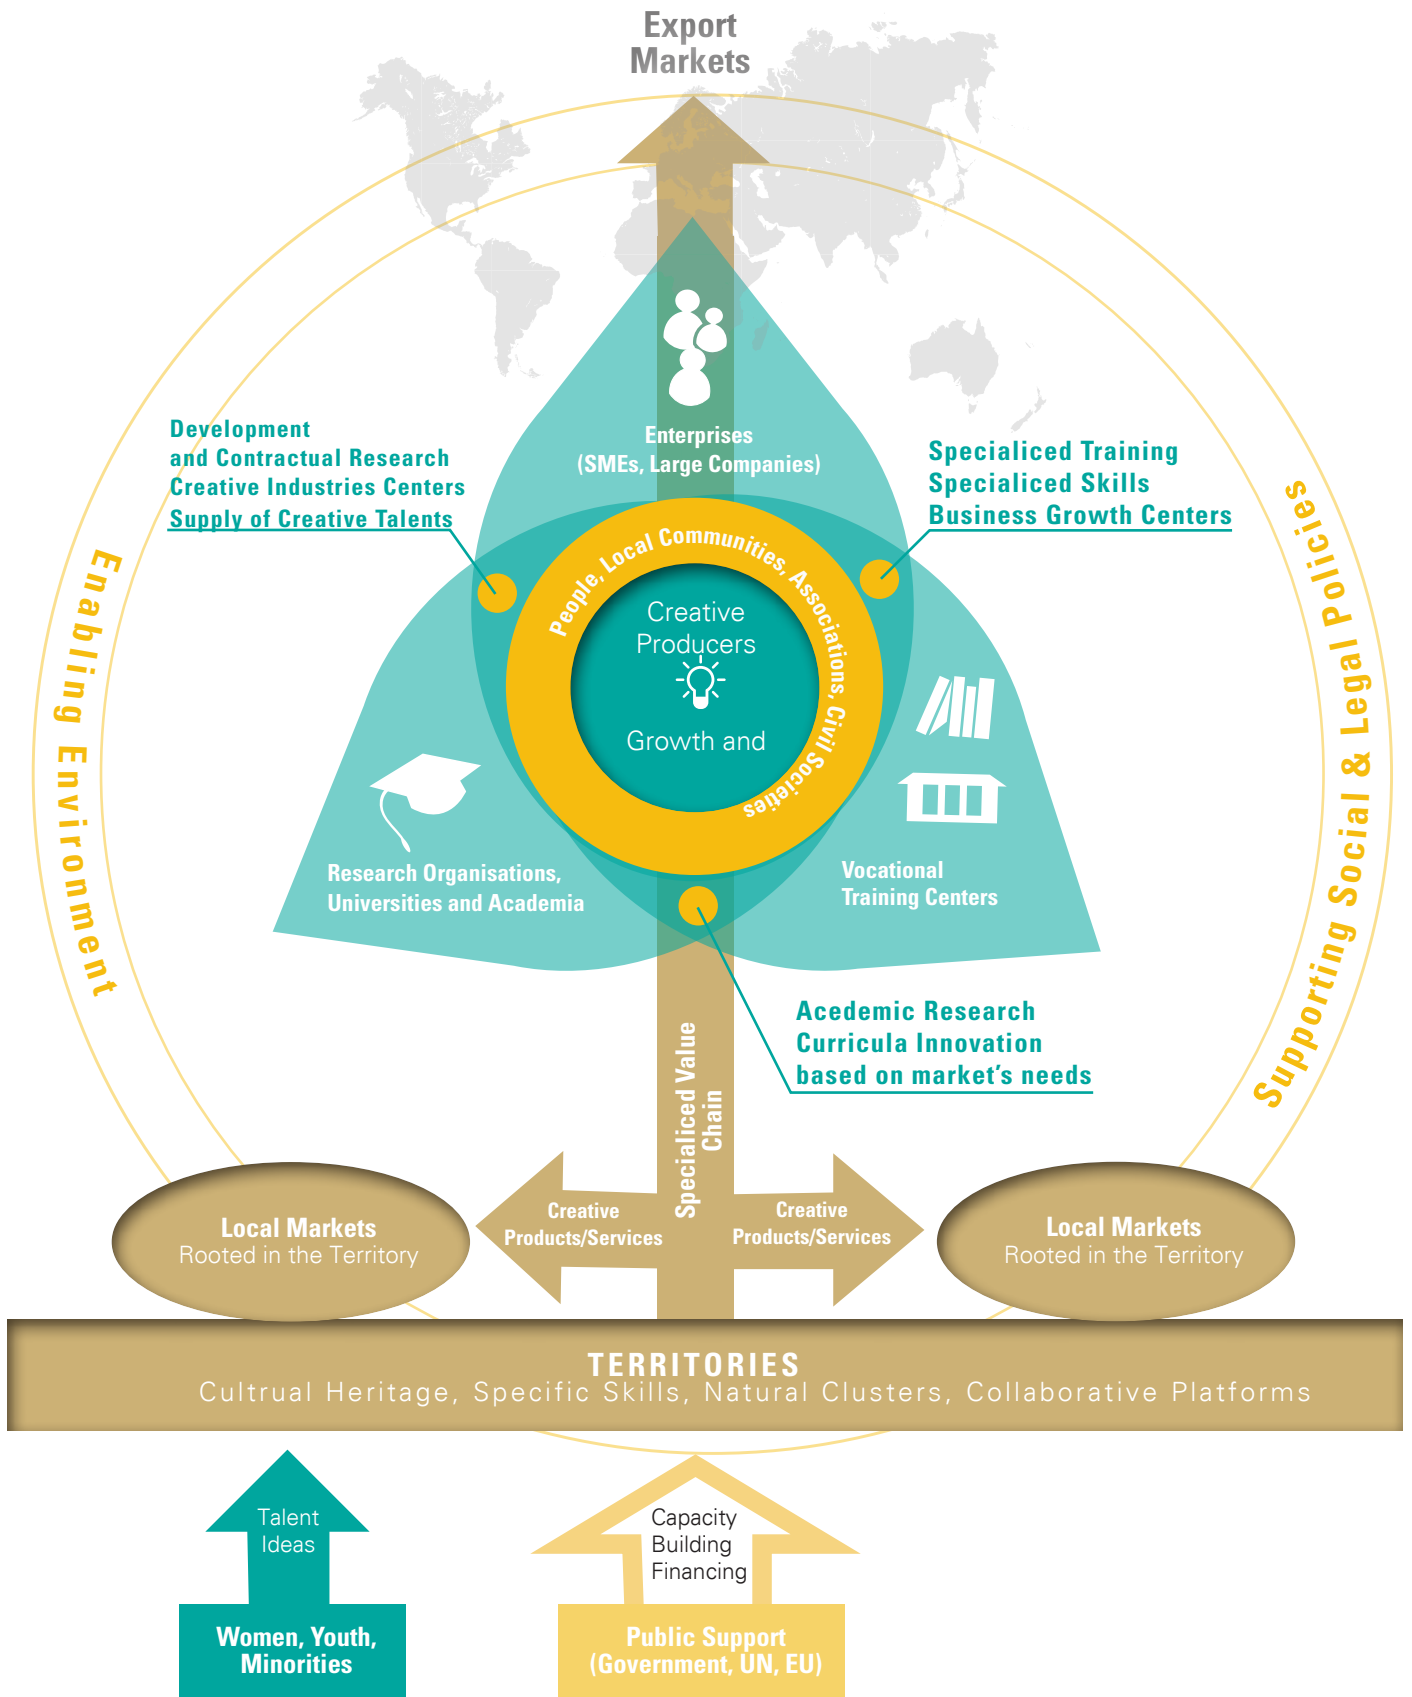 Export
Markets
Development
and Contractual Research
Creative Industries Centers
Supply of Creative Talents
Enterprises
(SMEs, Large Companies)
Specialiced Training
Specialiced Skills
Business Growth Centers
Enabling Environment
Supporting Social & Legal Policies
People, Local Communities, Associations, Civil Societies
Creative
Producers
Growth and
Research Organisations,
Universities and Academia
Vocational
Training Centers
Acedemic Research
Curricula Innovation
based on market's needs
Specialiced Value
Chain
Local Markets
Rooted in the Territory
Creative
Products/Services
Creative
Products/Services
Local Markets
Rooted in the Territory
TERRITORIES
Cultrual Heritage, Specific Skills, Natural Clusters, Collaborative Platforms
Talent
Ideas
Women, Youth,
Minorities
Capacity
Building
Financing
Public Support
(Government, UN, EU)